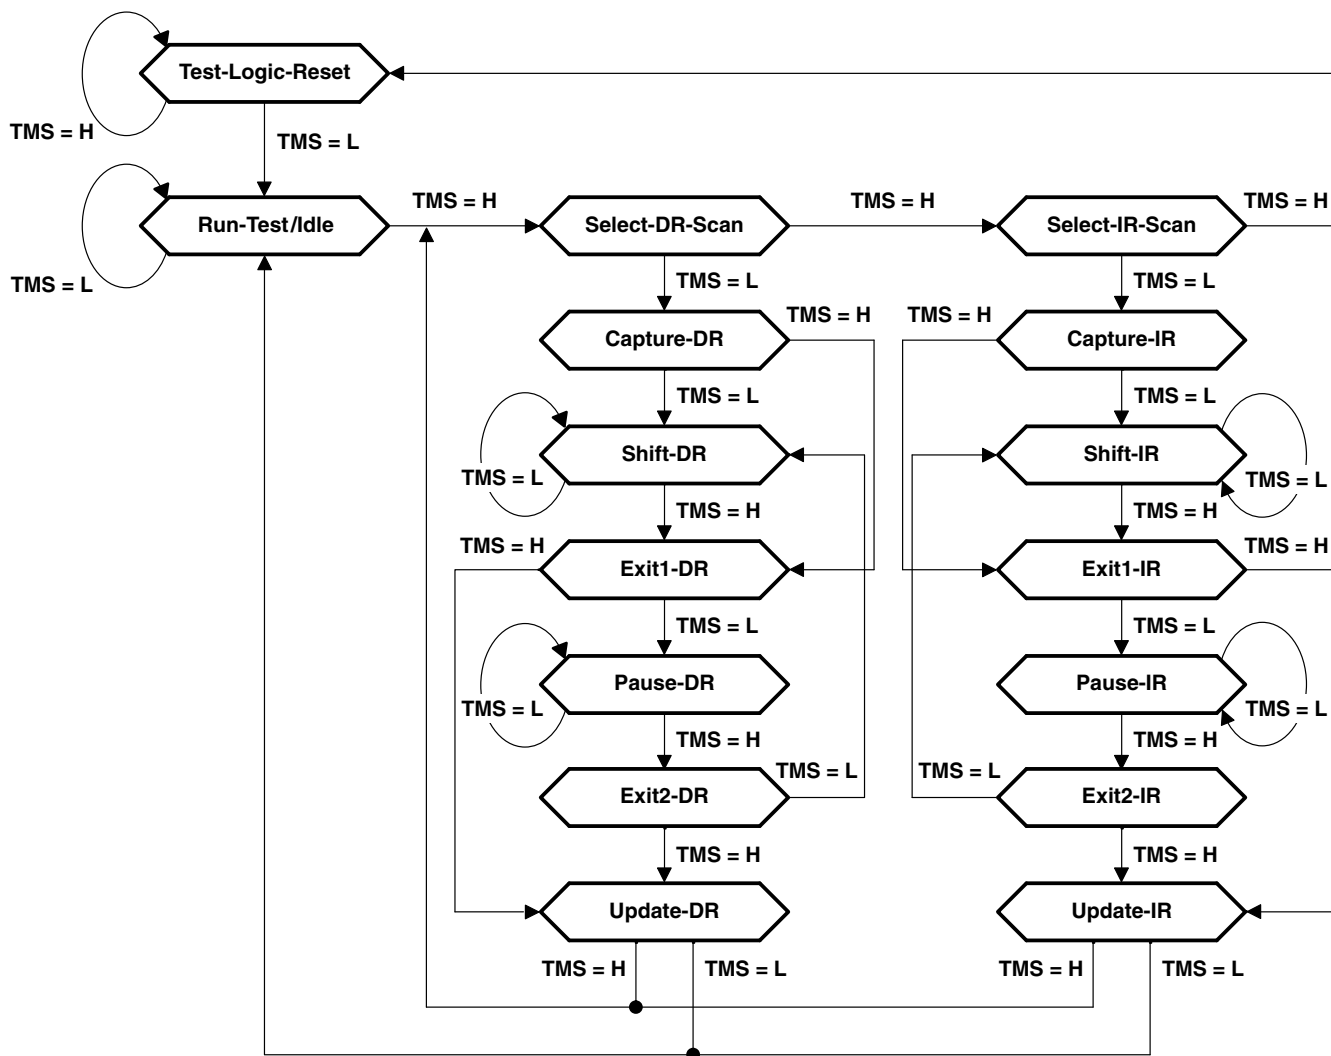 Test-Logic-Reset
TMS = H
TMS = L
TMS = H
TMS = H
TMS = H
Run-Test/Idle
Select-DR-Scan
Select-IR-Scan
TMS = L
TMS = L
TMS = L
TMS = H
TMS = H
Capture-DR
Capture-IR
TMS = L
TMS = L
Shift-DR
Shift-IR
TMS = L
TMS = L
TMS = H
TMS = H
TMS = H
TMS = H
Exit1-DR
Exit1-IR
TMS = L
TMS = L
Pause-DR
Pause-IR
TMS = L
TMS = L
TMS = H
TMS = H
TMS = L
TMS = L
Exit2-DR
Exit2-IR
TMS = H
TMS = H
Update-DR
Update-IR
TMS = H
TMS = L
TMS = H
TMS = L